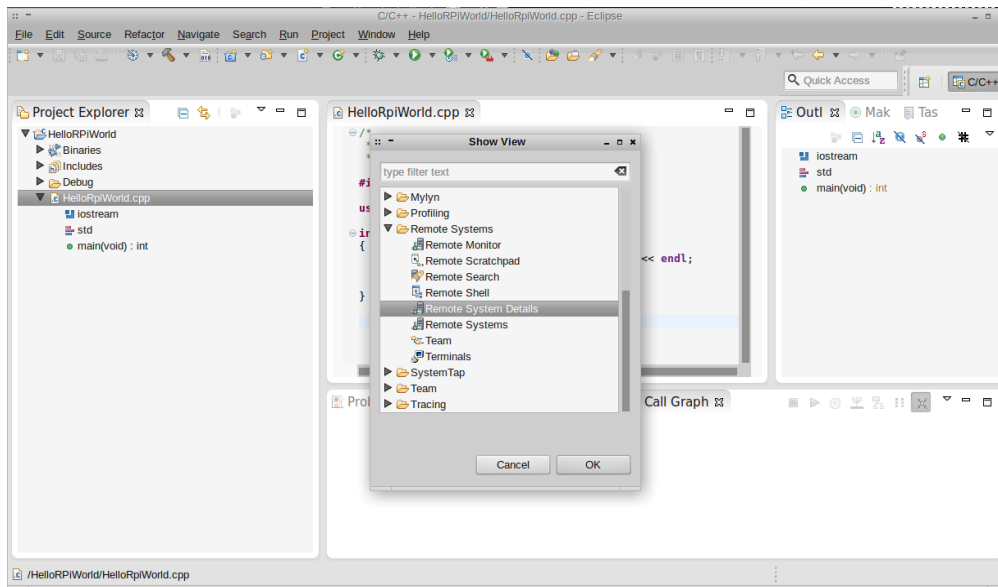 C/C++ - HelloRPiWorld/HelloRpiWorld.cpp - Eclipse
File Edit Source Refactor Navigate Search Run Project Window Help
Quick Access
C/C++
Project Explorer
HelloRPiWorld
Binaries
Includes
Debug
HelloRpiWorld.cpp
iostream
std
main(void) : int
HelloRpiWorld.cpp
/*
*
*
#i
us
in
{
<< endl;
}
Show View
type filter text
Mylyn
Profiling
Remote Systems
Remote Monitor
Remote Scratchpad
Remote Search
Remote Shell
Remote System Details
Remote Systems
Team
Terminals
SystemTap
Team
Tracing
Cancel OK
Outl Mak Tas
iostream
std
main(void) : int
Prol
Call Graph
/HelloRPiWorld/HelloRpiWorld.cpp